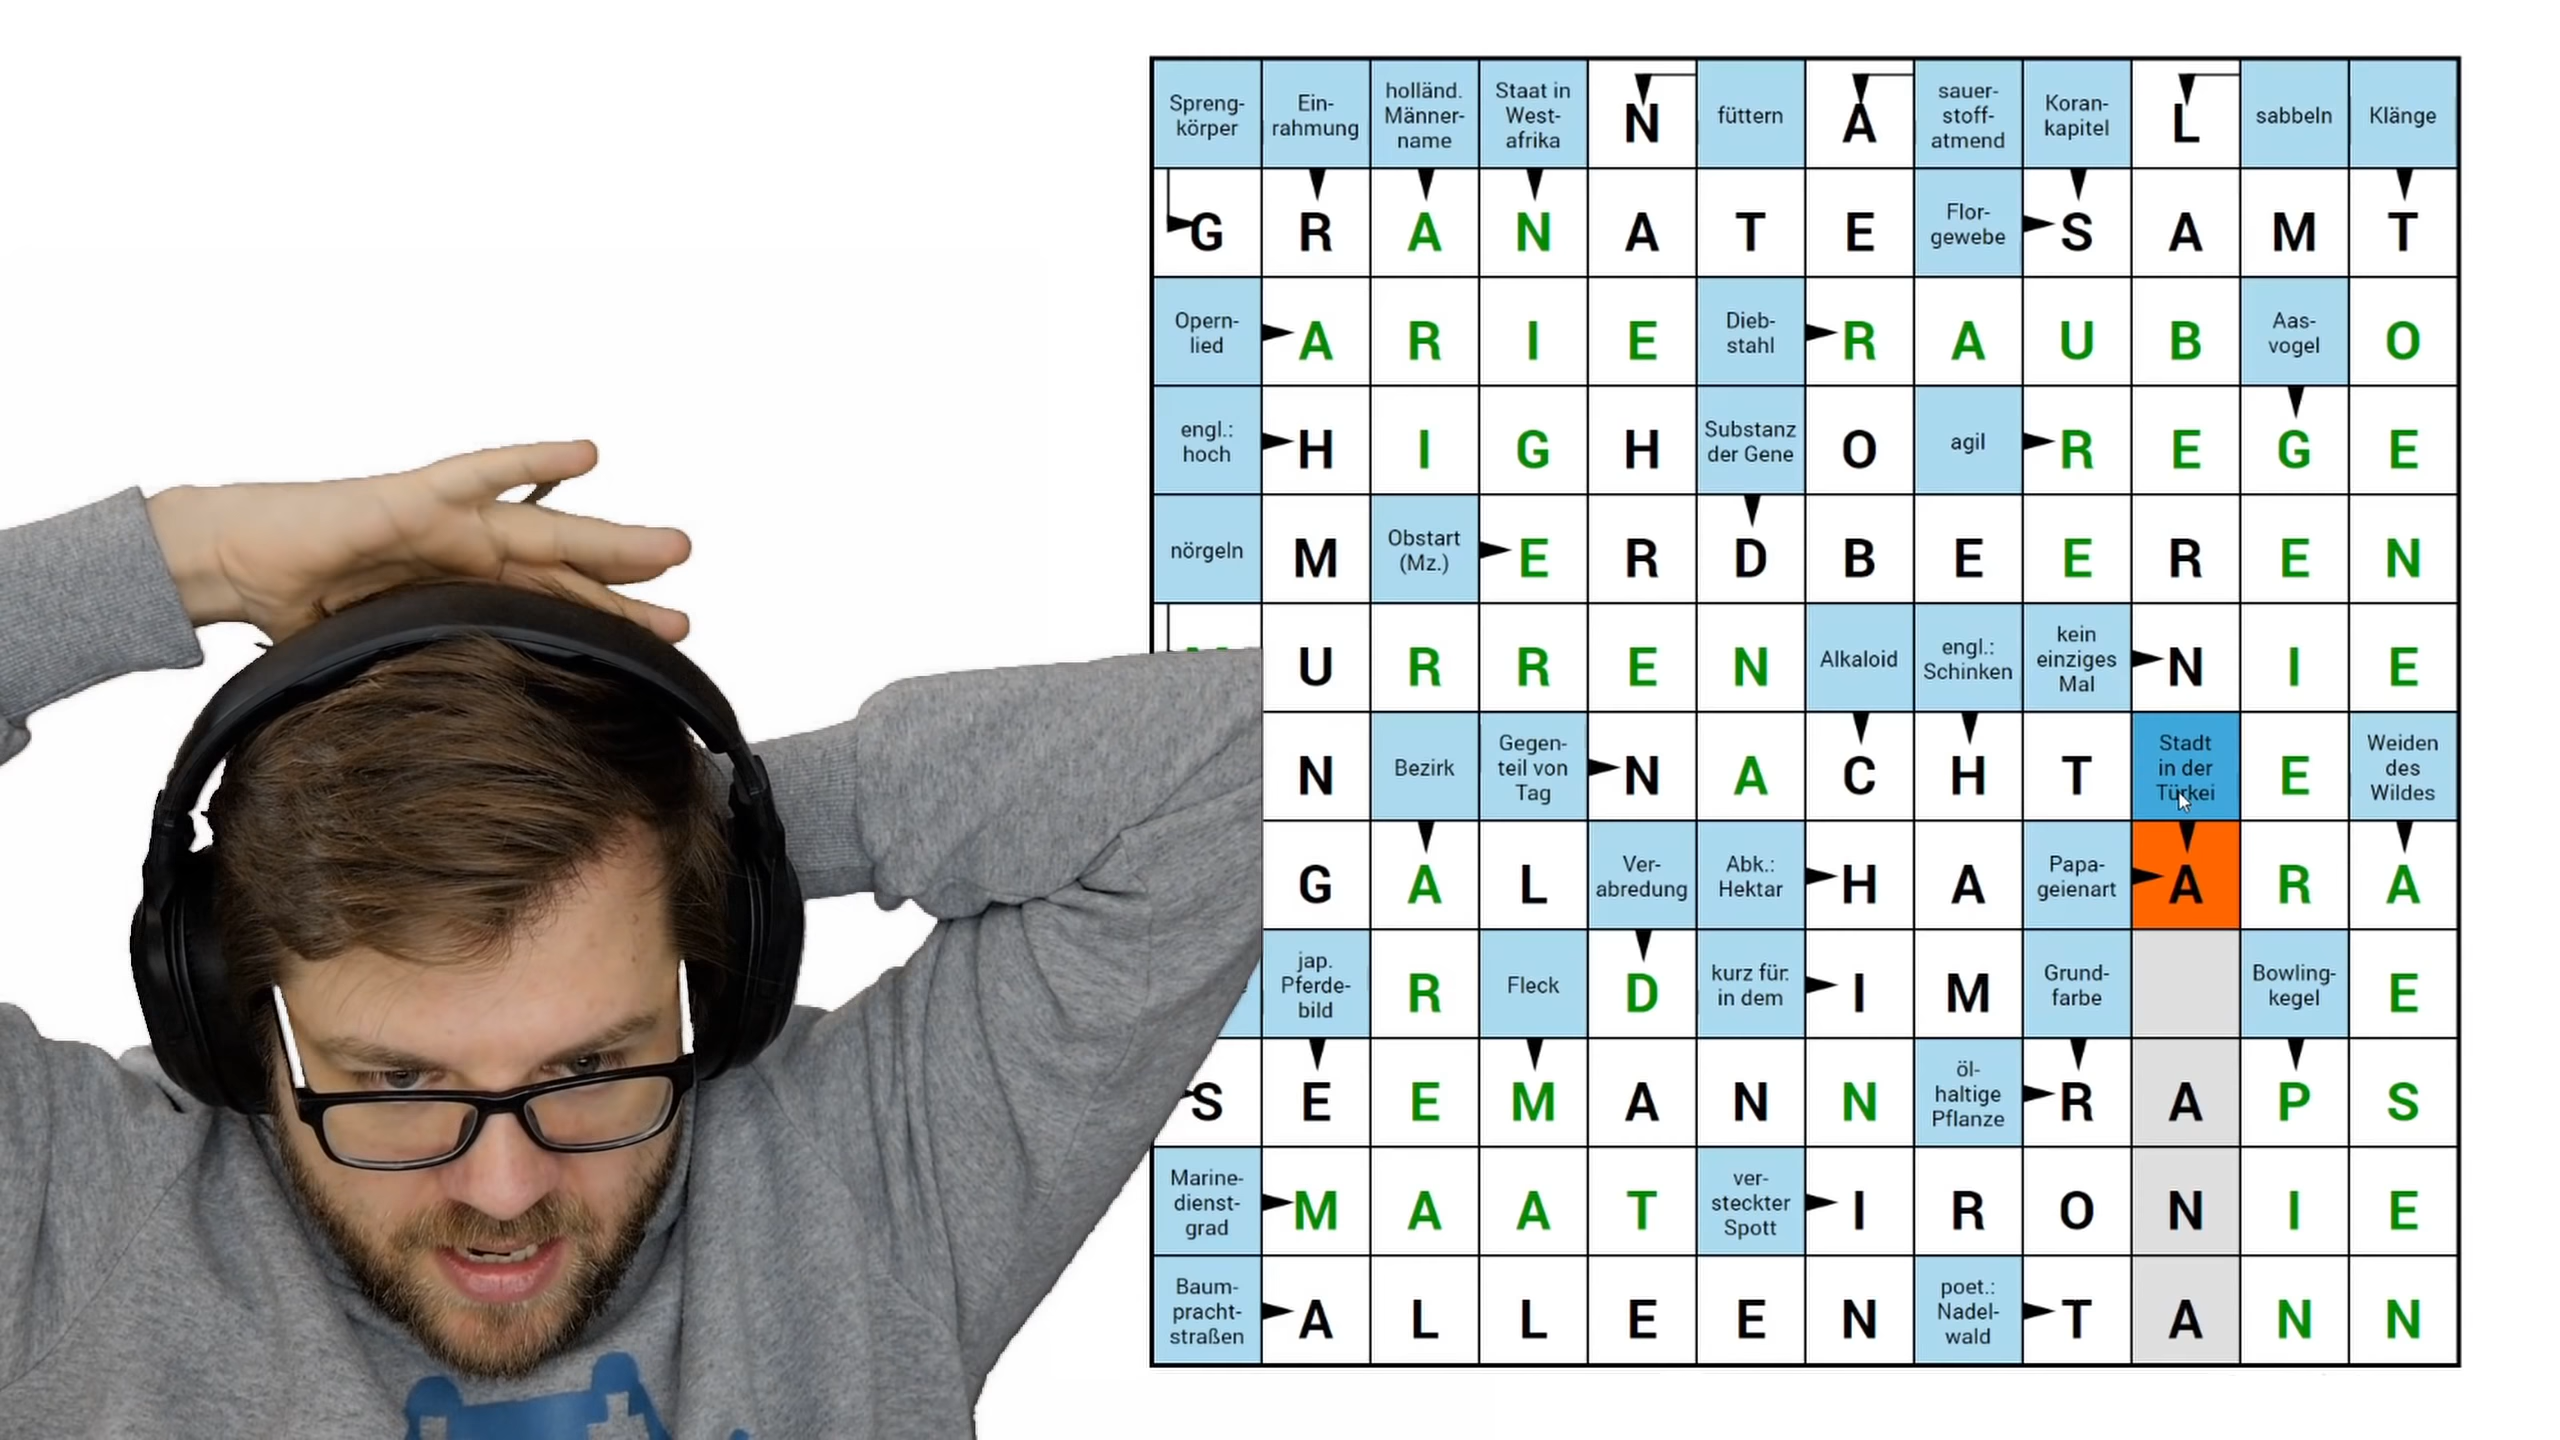 Spreng-
körper
Ein-
rahmung
holländ.
Männer-
name
Staat in
West-
afrika
N
füttern
A
sauer-
stoff-
atmend
Koran-
kapitel
L
sabbeln
Klänge
G R A N A T E
Flor-
gewebe
S A M T
Opern-
lied
A R I E
Dieb-
stahl
R A U B
Aas-
vogel
O
engl.:
hoch
H I G H
Substanz
der Gene
O
agil
R E G E
nörgeln
M
Obstart
(Mz.)
E R D B E E R E N
U R R E N
Alkaloid
engl.:
Schinken
kein
einziges
Mal
N I E
N
Bezirk
Gegen-
teil von
Tag
N A C H T
Stadt
in der
Türkei
E
Weiden
des
Wildes
G A L
Ver-
abredung
Abk.:
Hektar
H A
Papa-
geienart
A R A
jap.
Pferde-
bild
R
Fleck
D
kurz für:
in dem
I M
Grund-
farbe
Bowling-
kegel
E
S E E M A N N
öl-
haltige
Pflanze
R A P S
Marine-
dienst-
grad
M A A T
ver-
steckter
Spott
I R O N I E
Baum-
pracht-
straßen
A L L E E N
poet.:
Nadel-
wald
T A N N